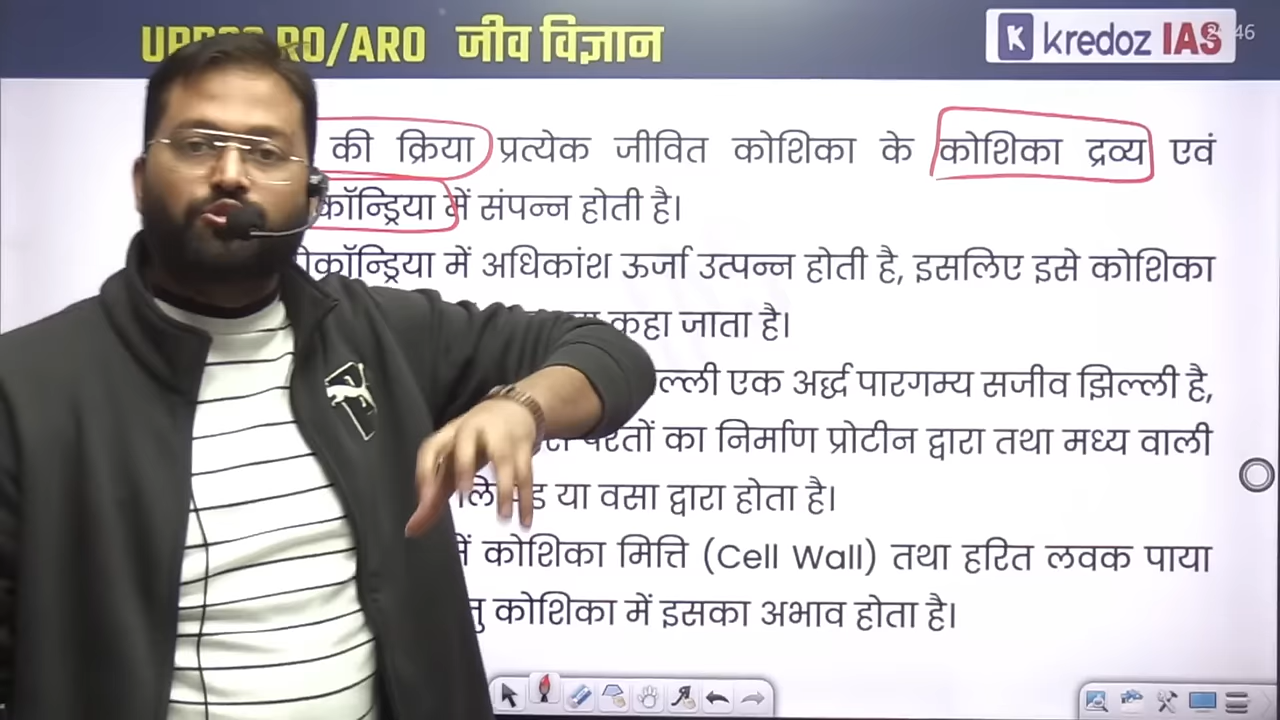 RO/ARO जीव विज्ञान
kredoz IAS
46
की क्रिया प्रत्येक जीवित कोशिका के कोशिका द्रव्य एवं
कॉन्ड्रिया में संपन्न होती है।
कॉन्ड्रिया में अधिकांश ऊर्जा उत्पन्न होती है, इसलिए इसे कोशिका
कहा जाता है।
ल्ली एक अर्द्ध पारगम्य सजीव झिल्ली है,
परतों का निर्माण प्रोटीन द्वारा तथा मध्य वाली
या वसा द्वारा होता है।
में कोशिका मित्ति (Cell Wall) तथा हरित लवक पाया
कोशिका में इसका अभाव होता है।